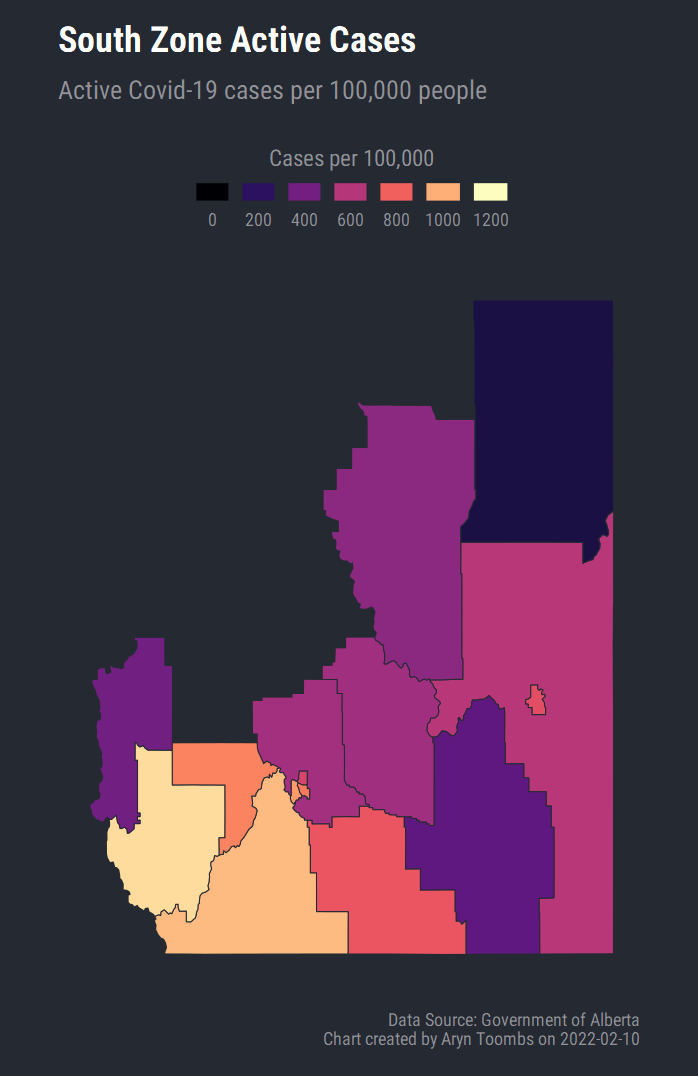 South Zone Active Cases
Active Covid-19 cases per 100,000 people
Cases per 100,000
0 200 400 600 800 1000 1200
Data Source: Government of Alberta
Chart created by Aryn Toombs on 2022-02-10